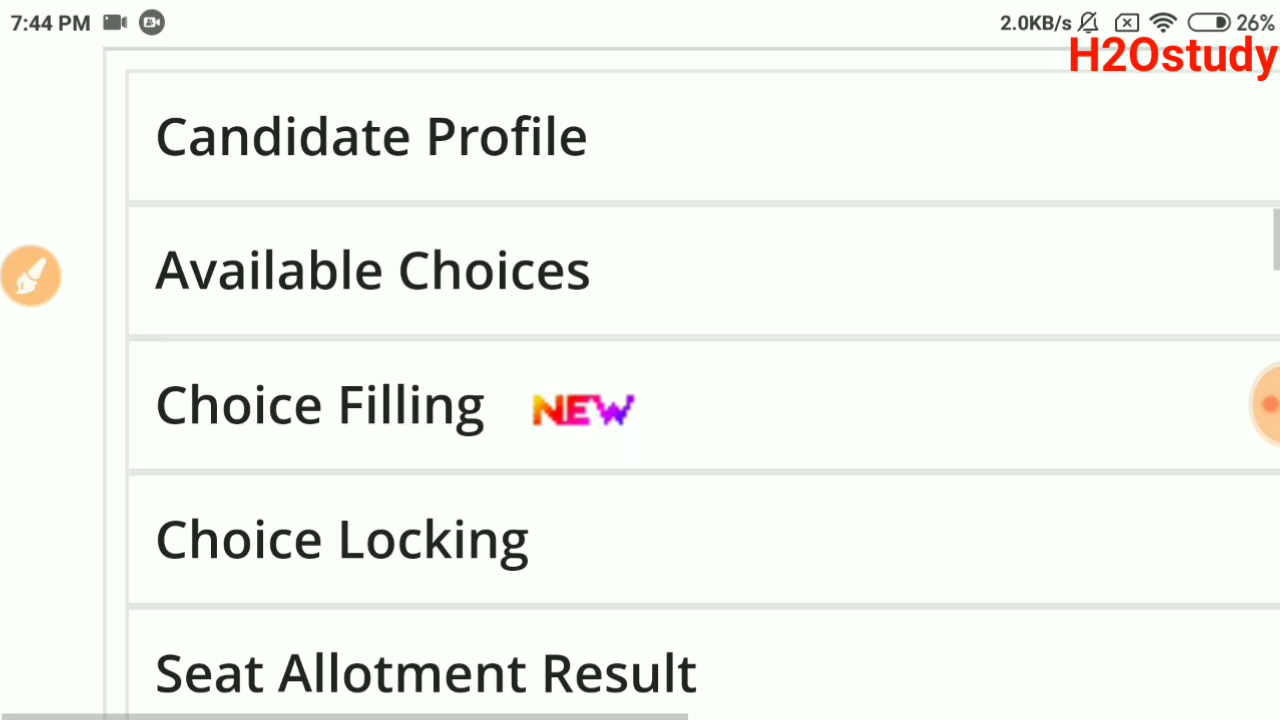 7:44 PM 2.0KB/s 26%
H2Ostudy
Candidate Profile
Available Choices
Choice Filling NEW
Choice Locking
Seat Allotment Result